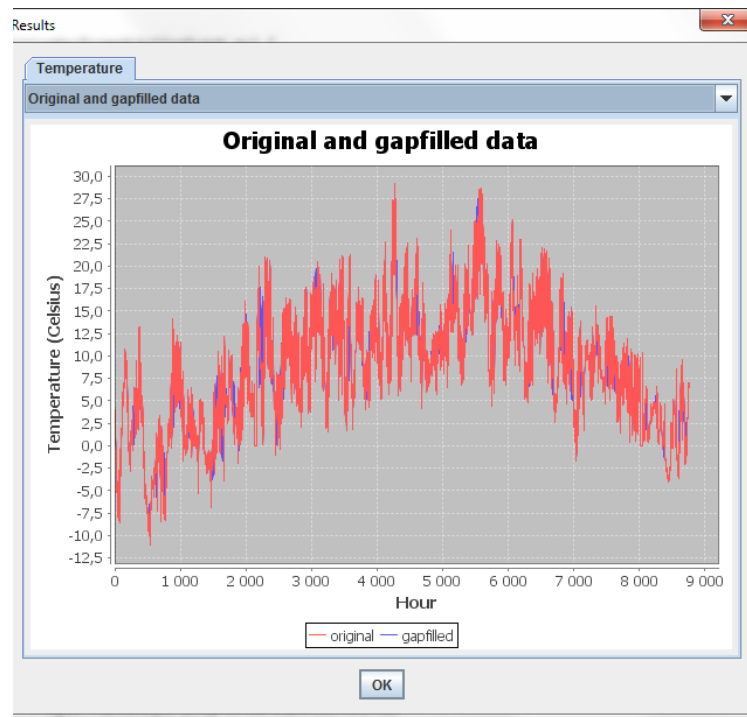 Results
Temperature
Original and gapfilled data
Original and gapfilled data
30,0
27,5
25,0
22,5
20,0
17,5
15,0
12,5
10,0
7,5
5,0
2,5
0,0
-2,5
-5,0
-7,5
-10,0
-12,5
Temperature (Celsius)
0 1 000 2 000 3 000 4 000 5 000 6 000 7 000 8 000 9 000
Hour
original gapfilled
OK